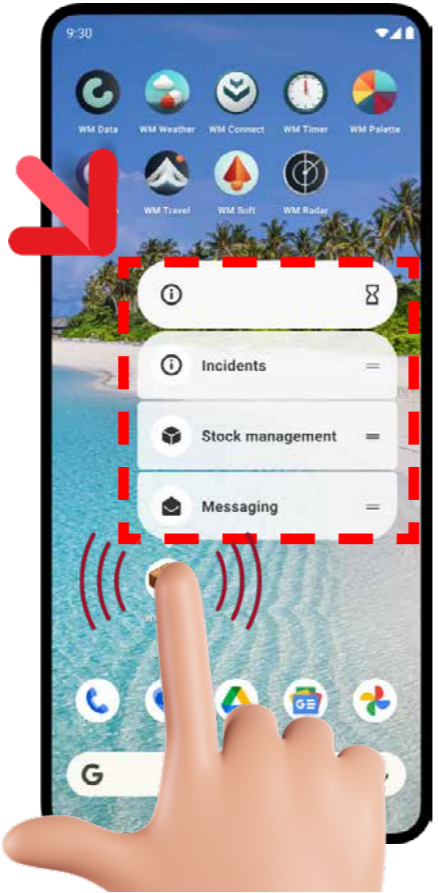 9:30
WM Data WM Weather WM Connect WM Timer WM Palette
WM Travel WM Soft WM Radar
Incidents
Stock management
Messaging
GE
G